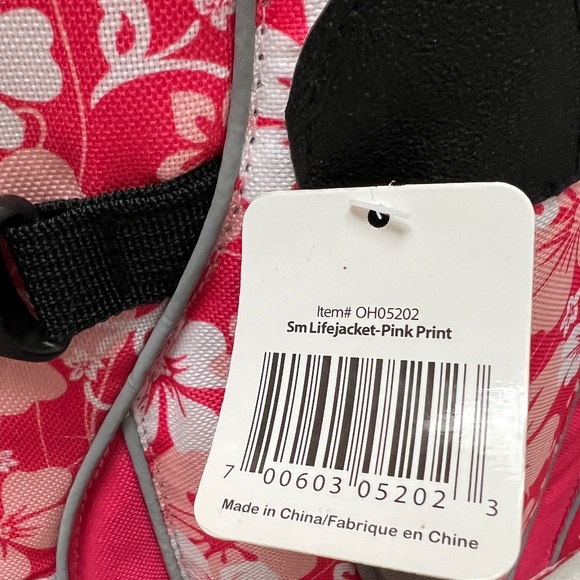 Item# OH05202
Sm Lifejacket-Pink Print
7 00603 05202 3
Made in China/Fabrique en Chine